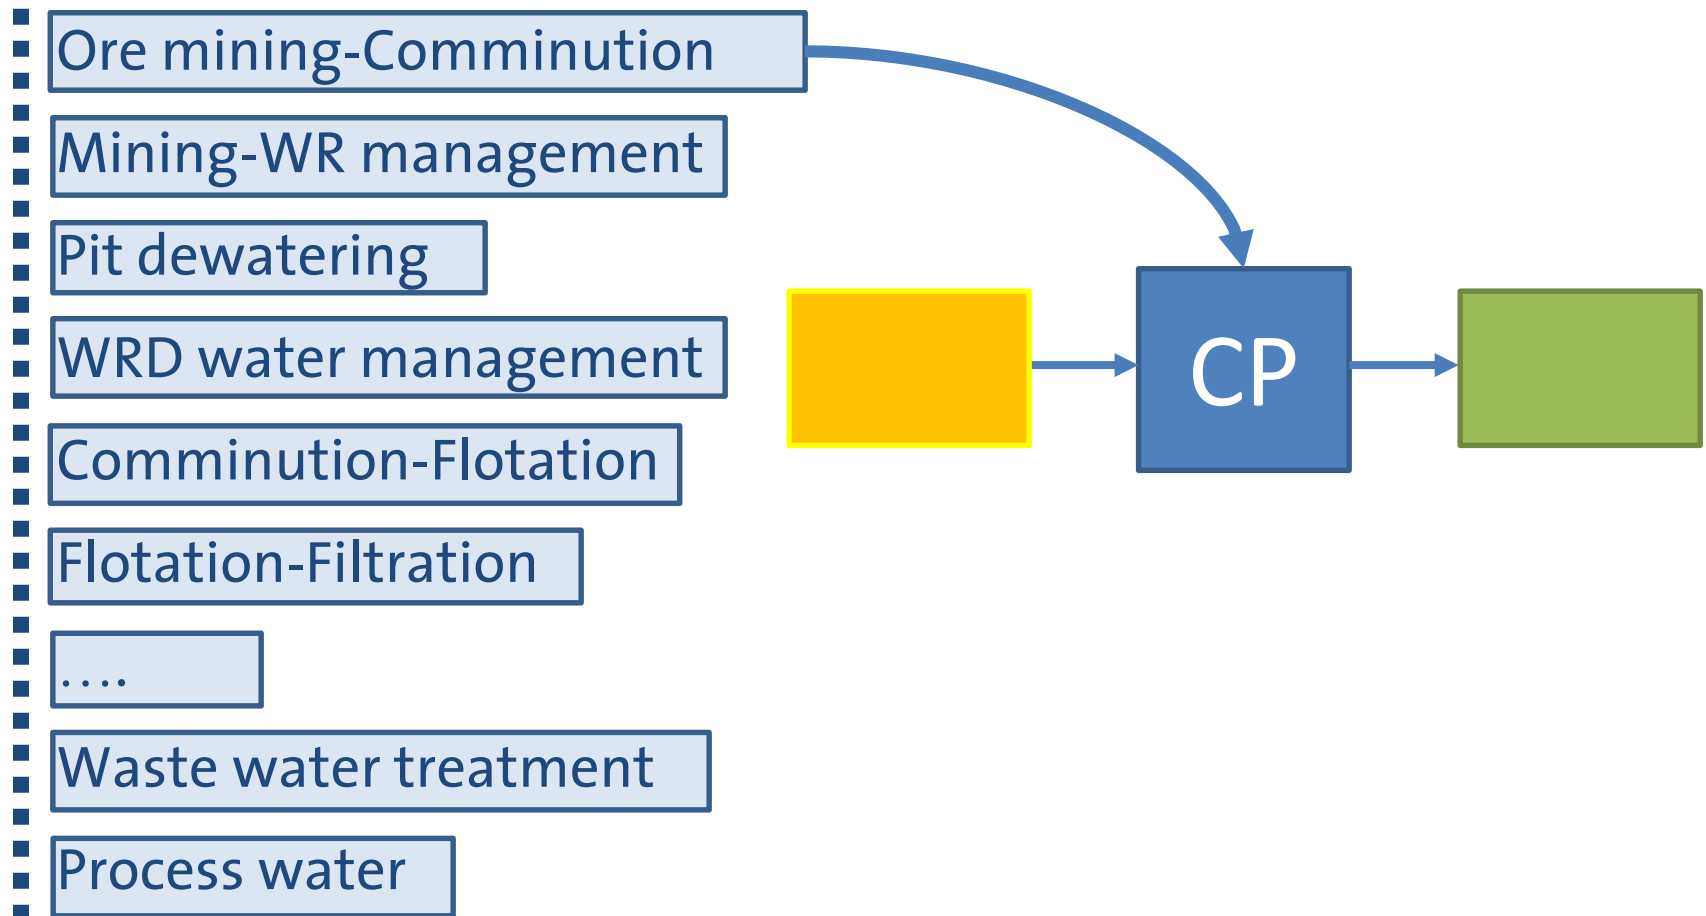 Ore mining-Comminution
Mining-WR management
Pit dewatering
WRD water management
CP
Comminution-Flotation
Flotation-Filtration
....
Waste water treatment
Process water